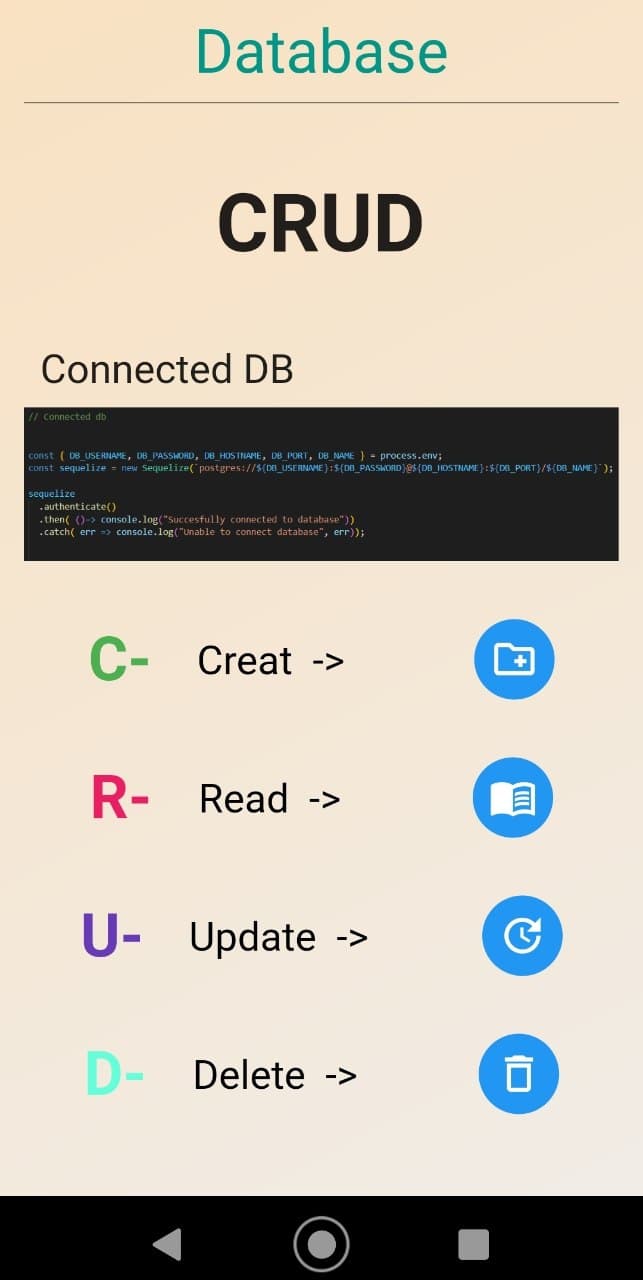 Database
CRUD
Connected DB
// Connected db
const { DB_USERNAME, DB_PASSWORD, DB_HOSTNAME, DB_PORT, DB_NAME } = process.env;
const sequelize = new Sequelize(`postgres://${DB_USERNAME}:${DB_PASSWORD}@${DB_HOSTNAME}:${DB_PORT}/${DB_NAME}`);
sequelize
.authenticate()
.then( ()=> console.log("Succesfully connected to database"))
.catch( err => console.log("Unable to connect database", err));
C- Creat ->
R- Read ->
U- Update ->
D- Delete ->